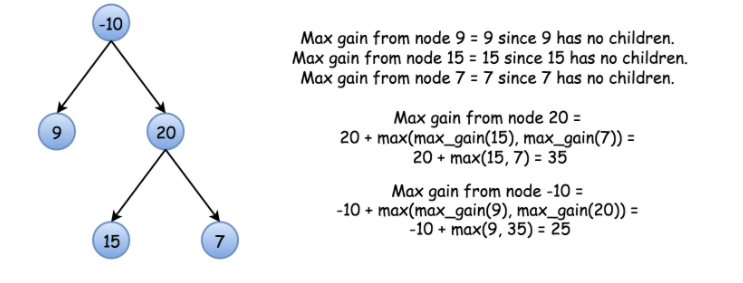 -10
9
20
15
7
Max gain from node 9 = 9 since 9 has no children.
Max gain from node 15 = 15 since 15 has no children.
Max gain from node 7 = 7 since 7 has no children.
Max gain from node 20 =
20 + max(max_gain(15), max_gain(7)) =
20 + max(15, 7) = 35
Max gain from node -10 =
-10 + max(max_gain(9), max_gain(20)) =
-10 + max(9, 35) = 25